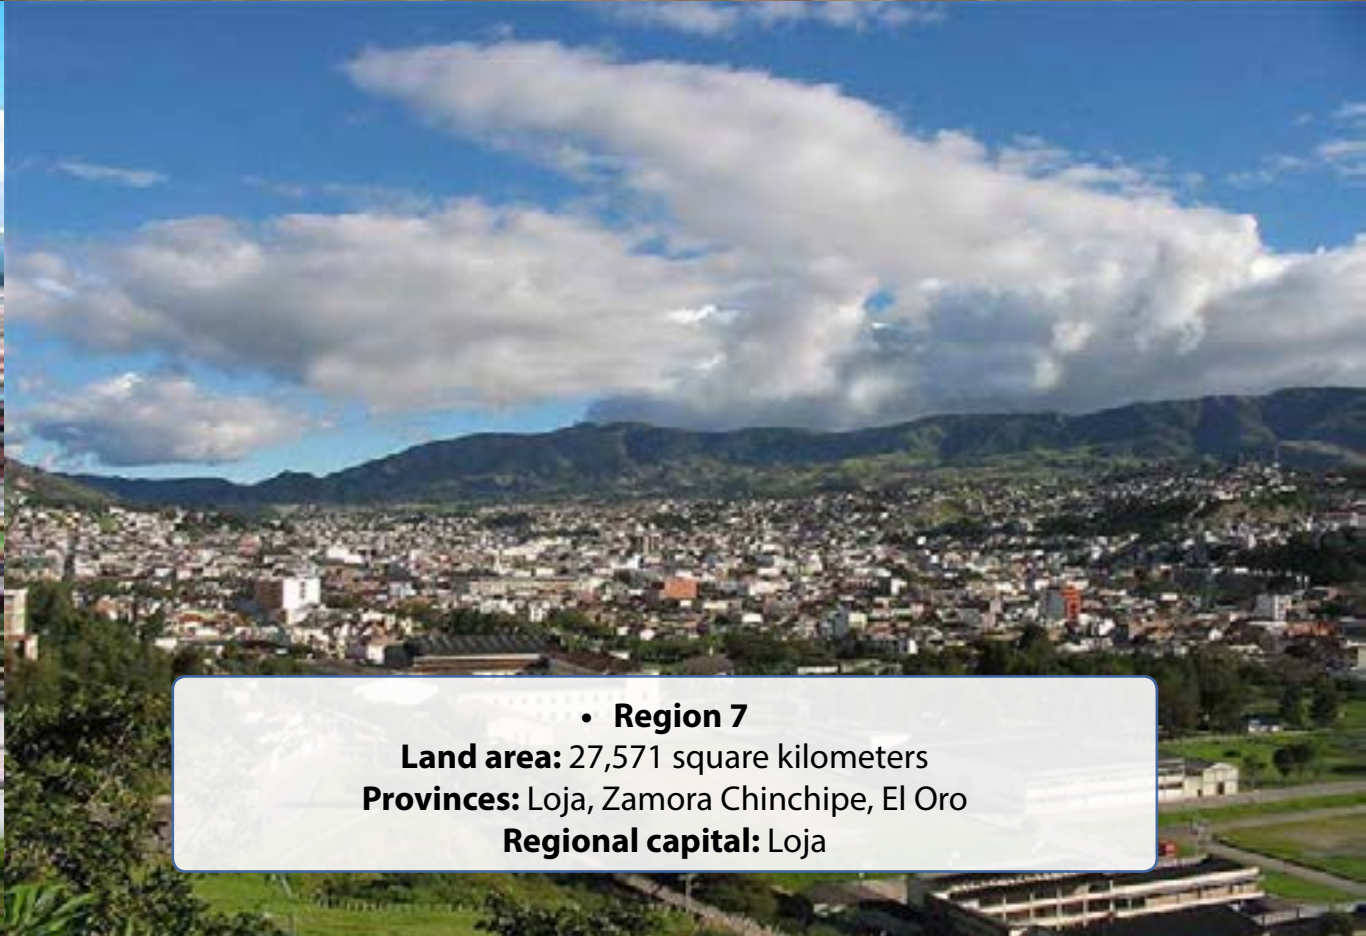 • Region 7
Land area: 27,571 square kilometers
Provinces: Loja, Zamora Chinchipe, El Oro
Regional capital: Loja